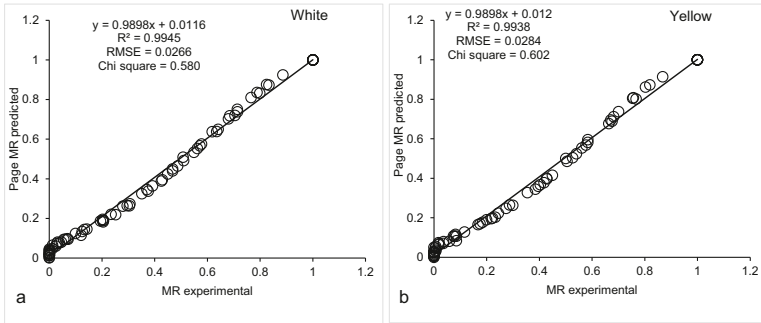 y = 0.9898x + 0.0116
R² = 0.9945
RMSE = 0.0266
Chi square = 0.580
White
Page MR predicted
1.2
1
0.8
0.6
0.4
0.2
0
0 0.2 0.4 0.6 0.8 1 1.2
MR experimental
a
y = 0.9898x + 0.012
R² = 0.9938
RMSE = 0.0284
Chi square = 0.602
Yellow
Page MR predicted
1.2
1
0.8
0.6
0.4
0.2
0
0 0.2 0.4 0.6 0.8 1 1.2
MR experimental
b